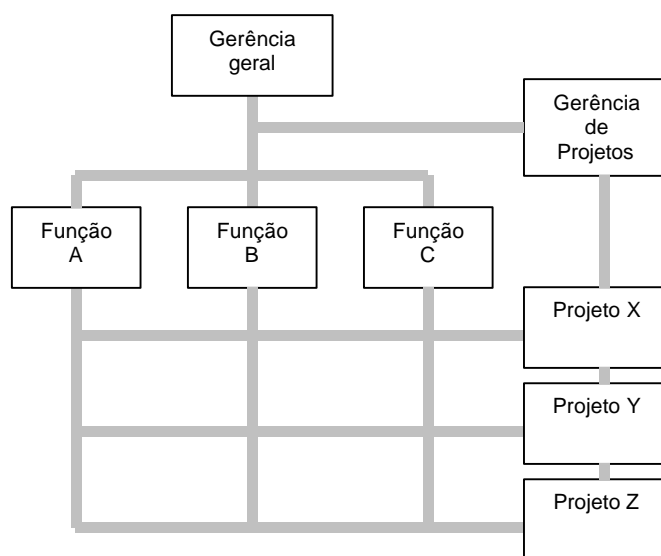 Gerência
geral
Gerência
de
Projetos
Função
A
Função
B
Função
C
Projeto X
Projeto Y
Projeto Z